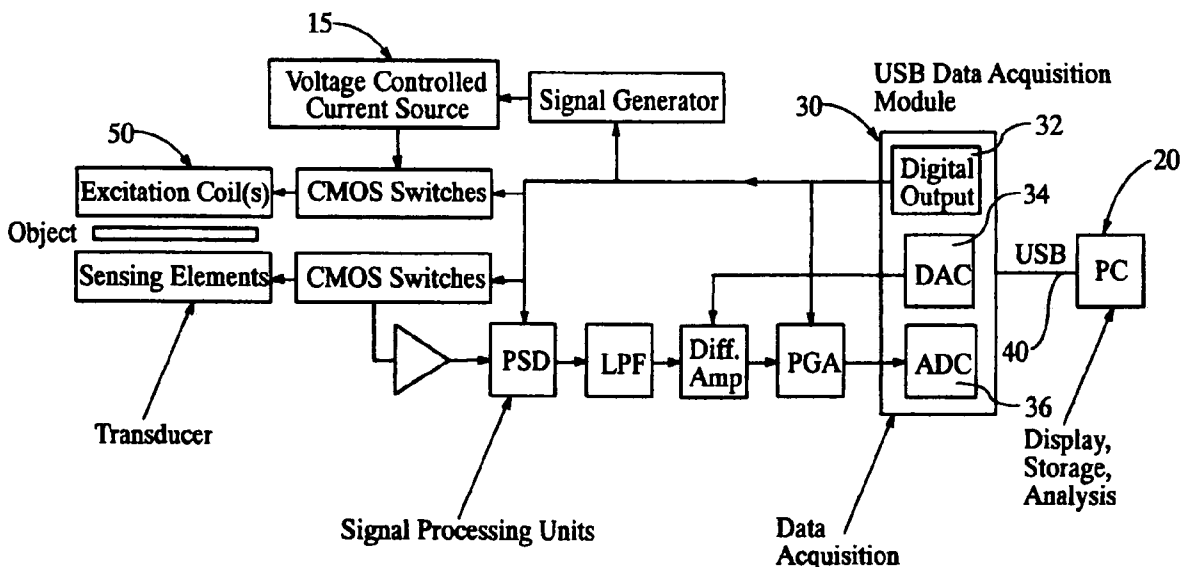 15
Voltage Controlled
Current Source
Signal Generator
USB Data Acquisition
Module
30
32
50
Digital
Output
20
Excitation Coil(s)
CMOS Switches
34
Object
USB
PC
Sensing Elements
CMOS Switches
DAC
40
PSD
LPF
Diff.
Amp
PGA
ADC
36
Transducer
Display,
Storage,
Analysis
Signal Processing Units
Data
Acquisition